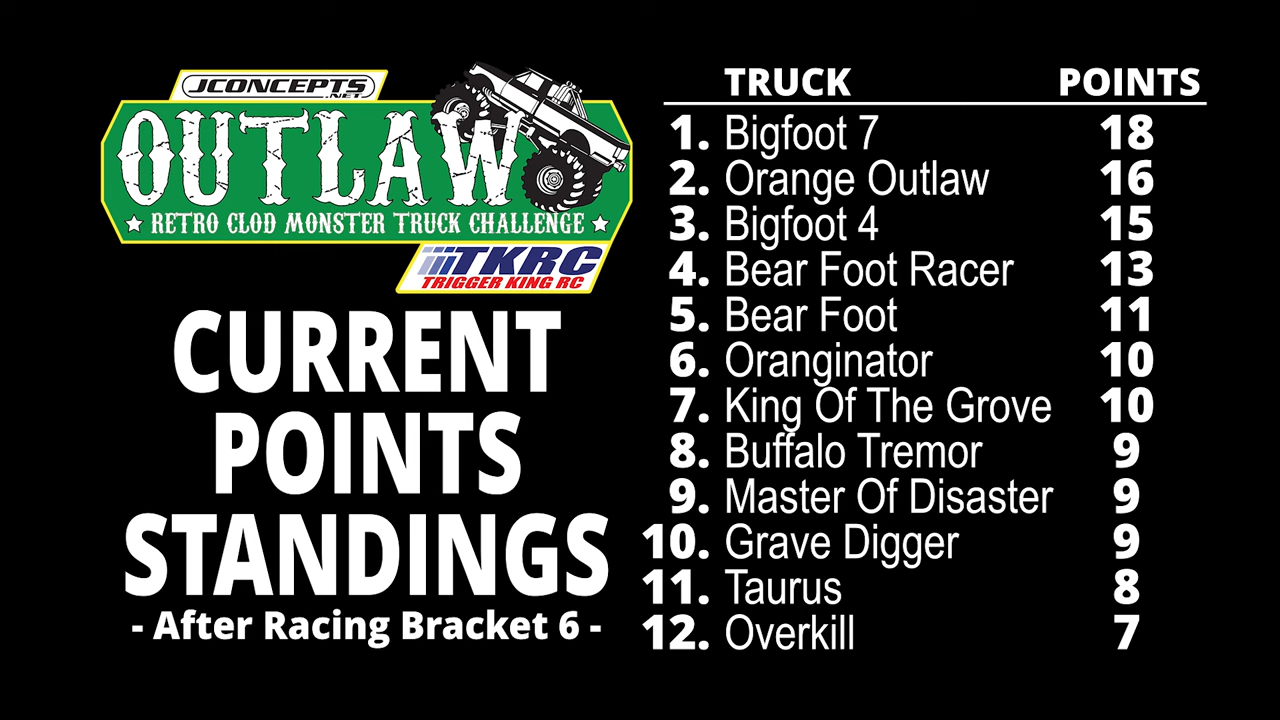 JCONCEPTS
.NET
OUTLAW
★ RETRO CLOD MONSTER TRUCK CHALLENGE ★
TKRC
TRIGGER KING RC
CURRENT
POINTS
STANDINGS
- After Racing Bracket 6 -
TRUCK POINTS
1. Bigfoot 7 18
2. Orange Outlaw 16
3. Bigfoot 4 15
4. Bear Foot Racer 13
5. Bear Foot 11
6. Oranginator 10
7. King Of The Grove 10
8. Buffalo Tremor 9
9. Master Of Disaster 9
10. Grave Digger 9
11. Taurus 8
12. Overkill 7